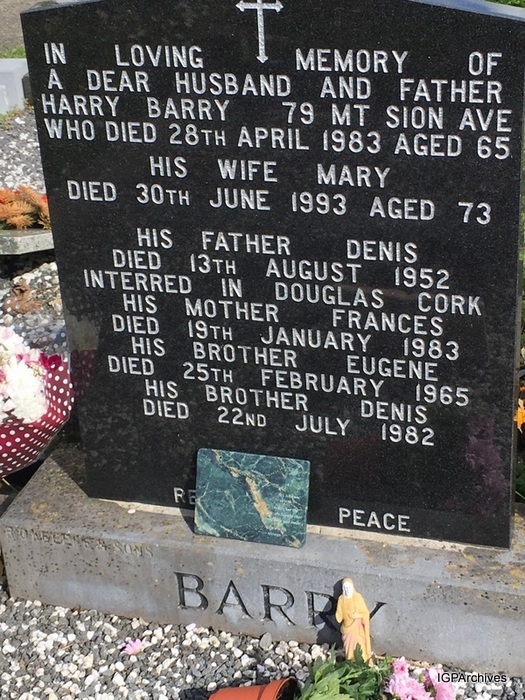 IN LOVING MEMORY OF
A DEAR HUSBAND AND FATHER
HARRY BARRY 79 MT SION AVE
WHO DIED 28TH APRIL 1983 AGED 65
HIS WIFE MARY
DIED 30TH JUNE 1993 AGED 73
HIS FATHER DENIS
DIED 13TH AUGUST 1952
INTERRED IN DOUGLAS CORK
HIS MOTHER FRANCES
DIED 19TH JANUARY 1983
HIS BROTHER EUGENE
DIED 25TH FEBRUARY 1965
HIS BROTHER DENIS
DIED 22ND JULY 1982
PEACE
& SONS
BARRY
IGPArchives